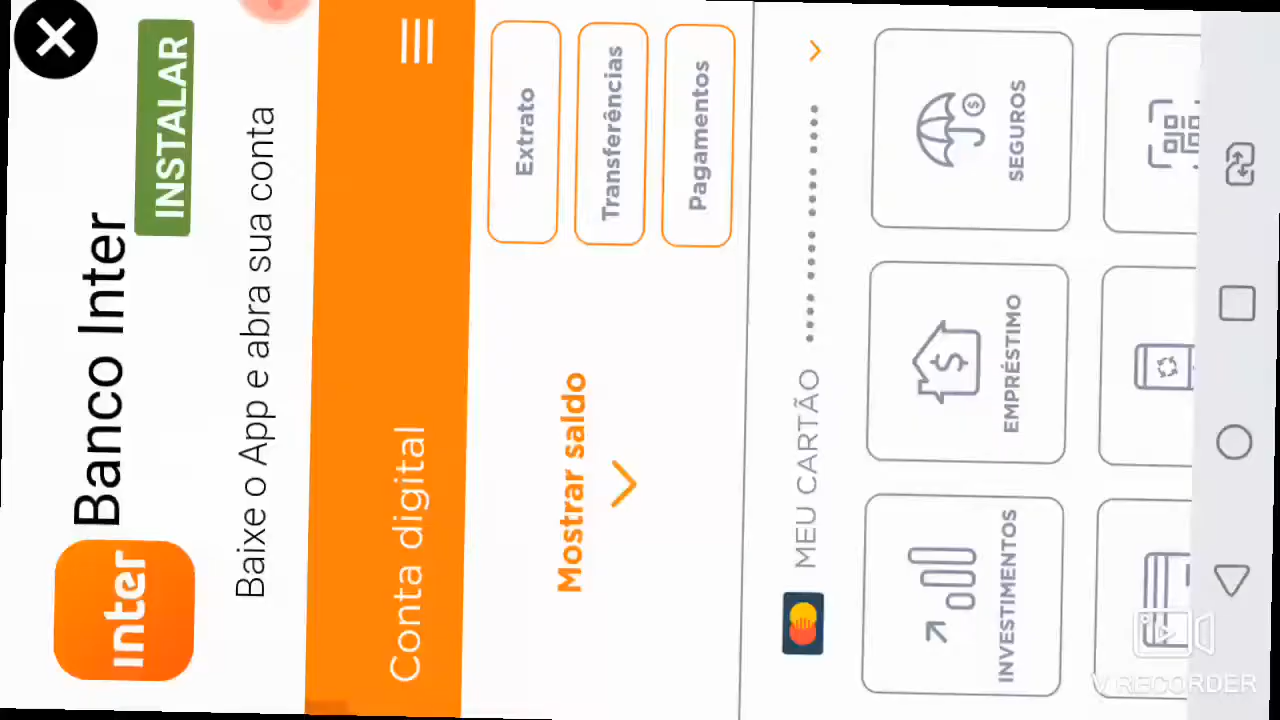 Banco Inter
inter
INSTALAR
Baixe o App e abra sua conta
Conta digital
Mostrar saldo
Extrato
Transferências
Pagamentos
MEU CARTÃO •••• •••• •••• ••••
INVESTIMENTOS
EMPRÉSTIMO
SEGUROS
V RECORDER